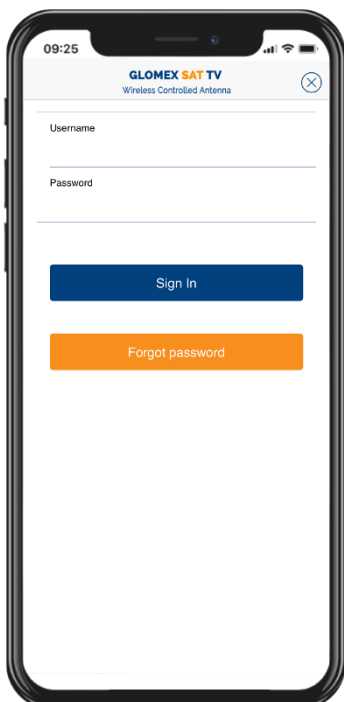 09:25
GLOMEX SAT TV
Wireless Controlled Antenna
Username
Password
Sign In
Forgot password